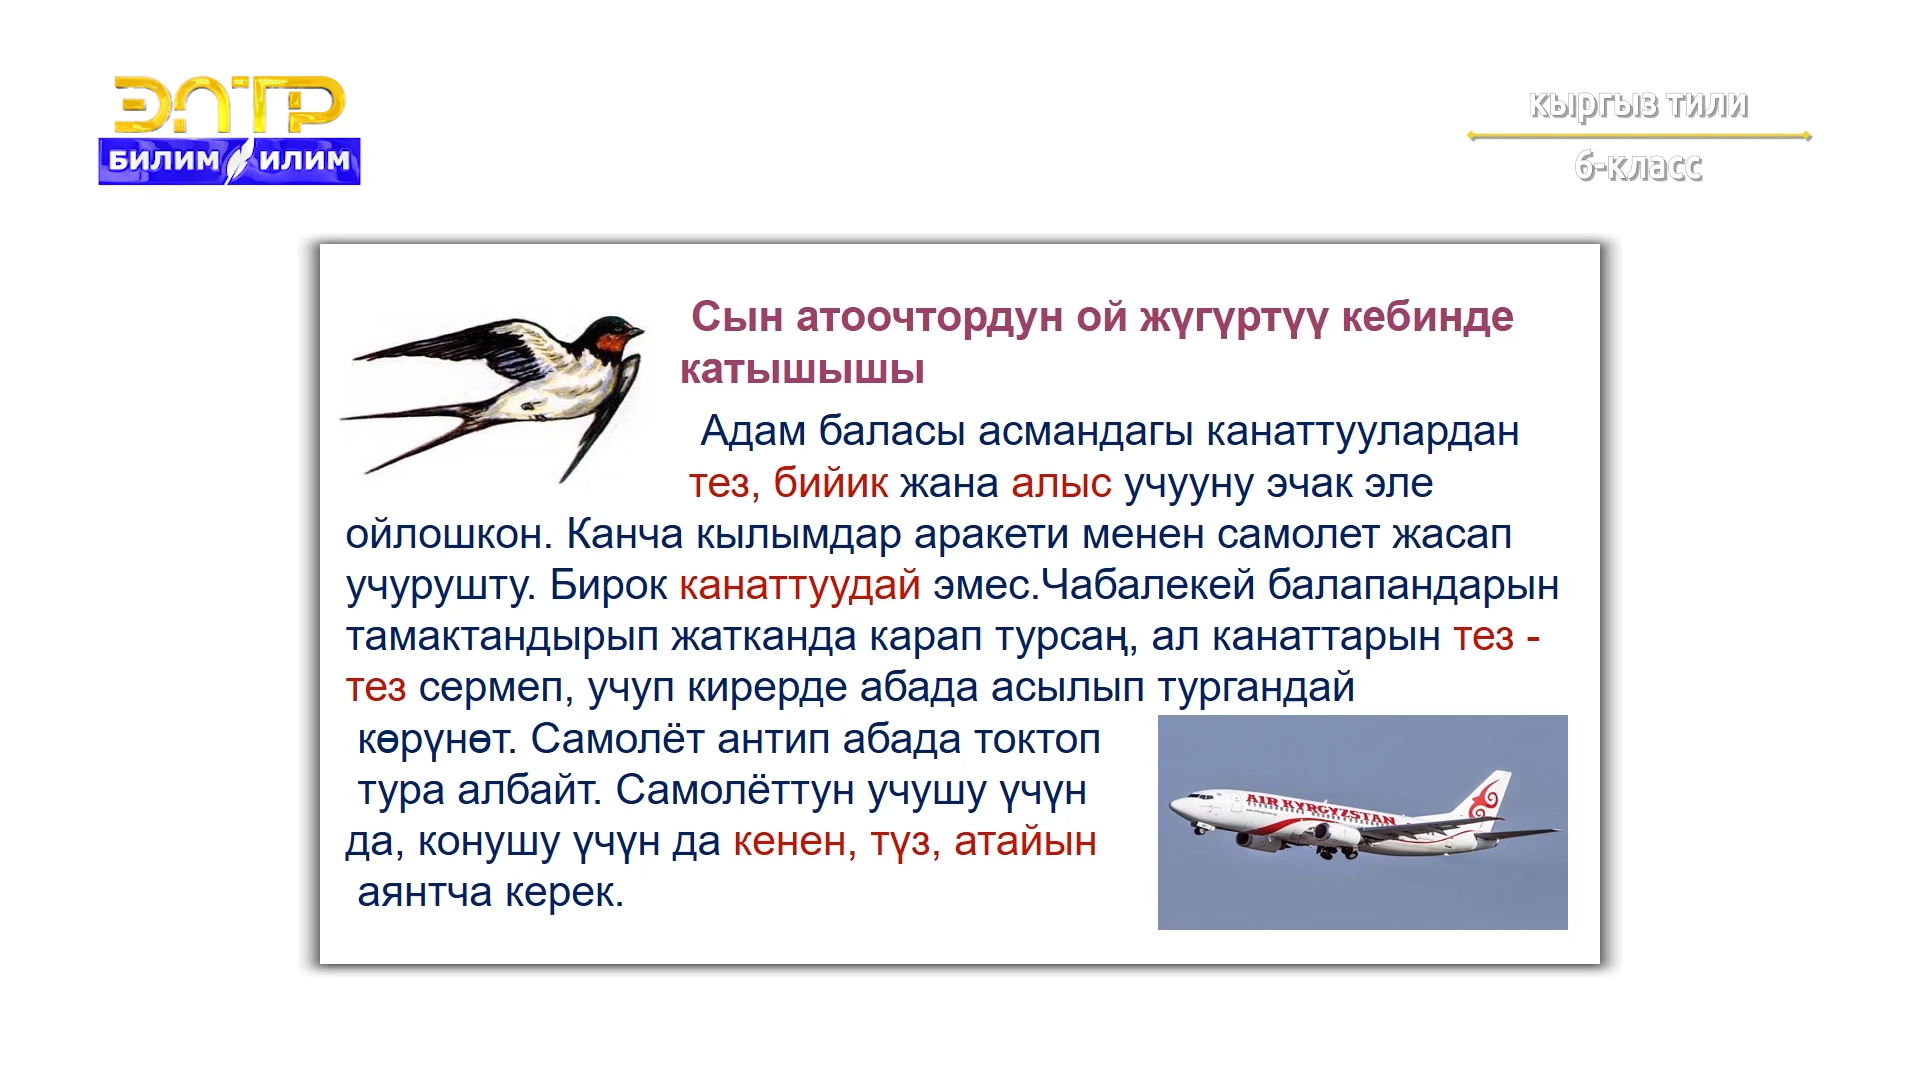 ЭЛТР
БИЛИМ ИЛИМ
кыргыз тили
6-класс
Сын атоочтордун ой жүгүртүү кебинде
катышышы
Адам баласы асмандагы канаттуулардан
тез, бийик жана алыс учууну эчак эле
ойлошкон. Канча кылымдар аракети менен самолет жасап
учурушту. Бирок канаттуудай эмес.Чабалекей балапандарын
тамактандырып жатканда карап турсаң, ал канаттарын тез -
тез сермеп, учуп кирерде абада асылып тургандай
көрүнөт. Самолёт антип абада токтоп
тура албайт. Самолёттун учушу үчүн
да, конушу үчүн да кенен, түз, атайын
аянтча керек.
AIR KYRGYZSTAN